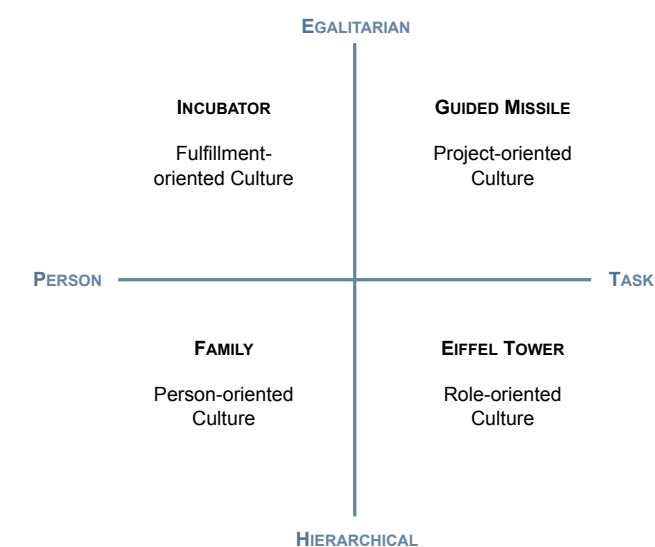 EGALITARIAN
INCUBATOR
Fulfillment-
oriented Culture
GUIDED MISSILE
Project-oriented
Culture
PERSON
TASK
FAMILY
Person-oriented
Culture
EIFFEL TOWER
Role-oriented
Culture
HIERARCHICAL